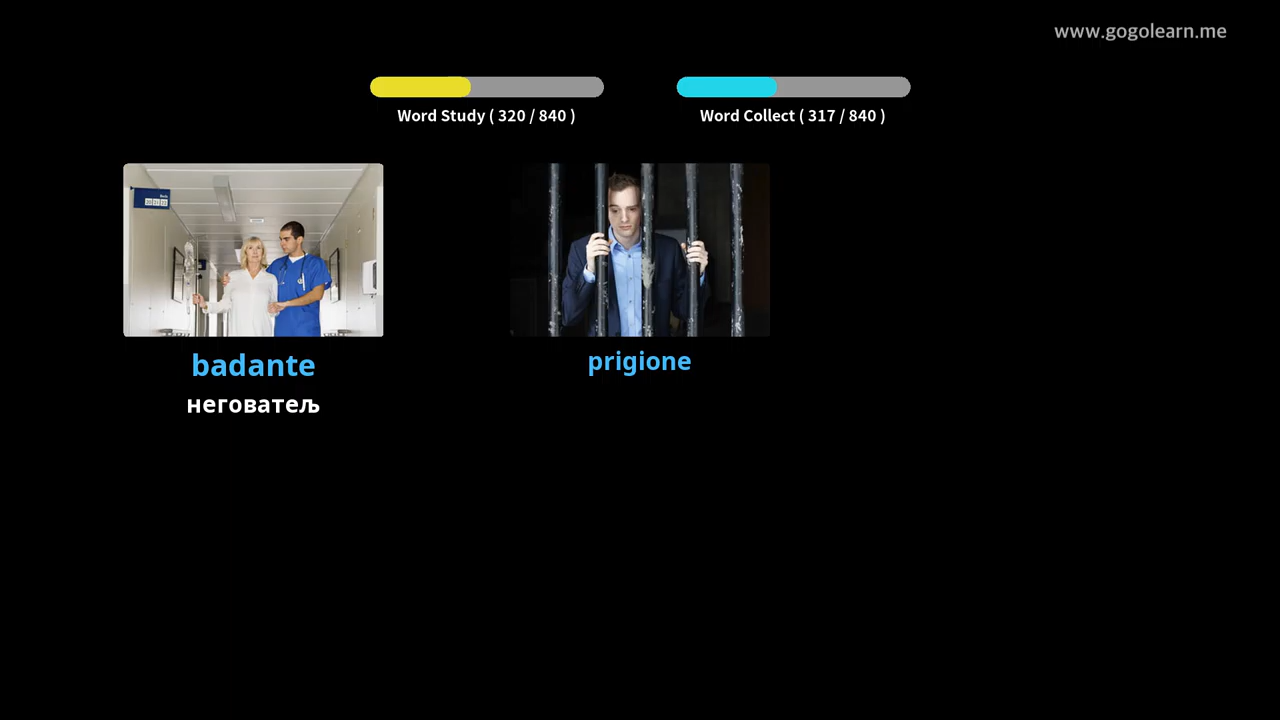 www.gogolearn.me
Word Study ( 320 / 840 )
Word Collect ( 317 / 840 )
badante
prigione
неговатељ